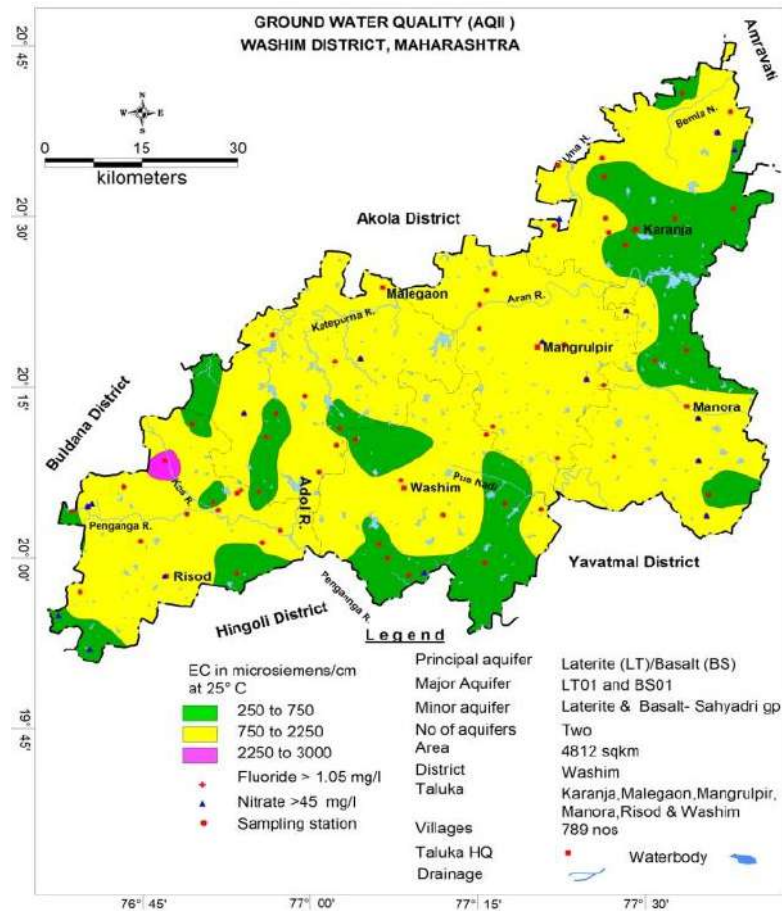 GROUND WATER QUALITY (AQII )
WASHIM DISTRICT, MAHARASHTRA
20° 45'
20° 30'
20° 15'
20° 00'
19° 45'
N
W E
S
0 15 30
kilometers
Amravati
Bemla N.
Uma N.
Akola District
Karanja
Malegaon
Katepurna R.
Aran R.
Mangrulpir
Manora
Buldana District
Kas R.
Washim
Pus Nadi
Adol R.
Penganga R.
Risod
Yavatmal District
Hingoli District
Pengannga R.
Legend
EC in microsiemens/cm
at 25° C
250 to 750
750 to 2250
2250 to 3000
Fluoride > 1.05 mg/l
Nitrate >45 mg/l
Sampling station
Principal aquifer Laterite (LT)/Basalt (BS)
Major Aquifer LT01 and BS01
Minor aquifer Laterite & Basalt- Sahyadri gp
No of aquifers Two
Area 4812 sqkm
District Washim
Taluka Karanja,Malegaon,Mangrulpir,
Manora,Risod & Washim
Villages 789 nos
Taluka HQ Waterbody
Drainage
76° 45' 77° 00' 77° 15' 77° 30'